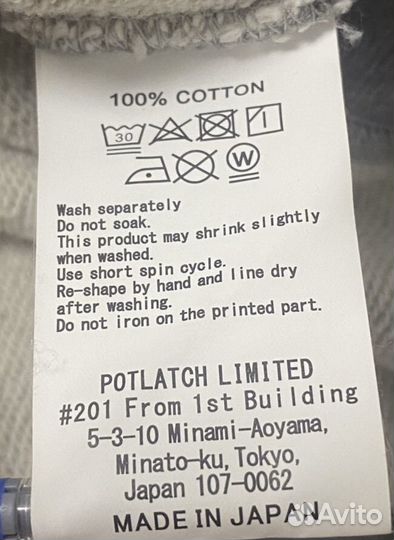 100% COTTON
30
W
Wash separately
Do not soak.
This product may shrink slightly
when washed.
Use short spin cycle.
Re-shape by hand and line dry
after washing.
Do not iron on the printed part.
POTLATCH LIMITED
#201 From 1st Building
5-3-10 Minami-Aoyama,
Minato-ku, Tokyo,
Japan 107-0062
MADE IN JAPAN
Avito